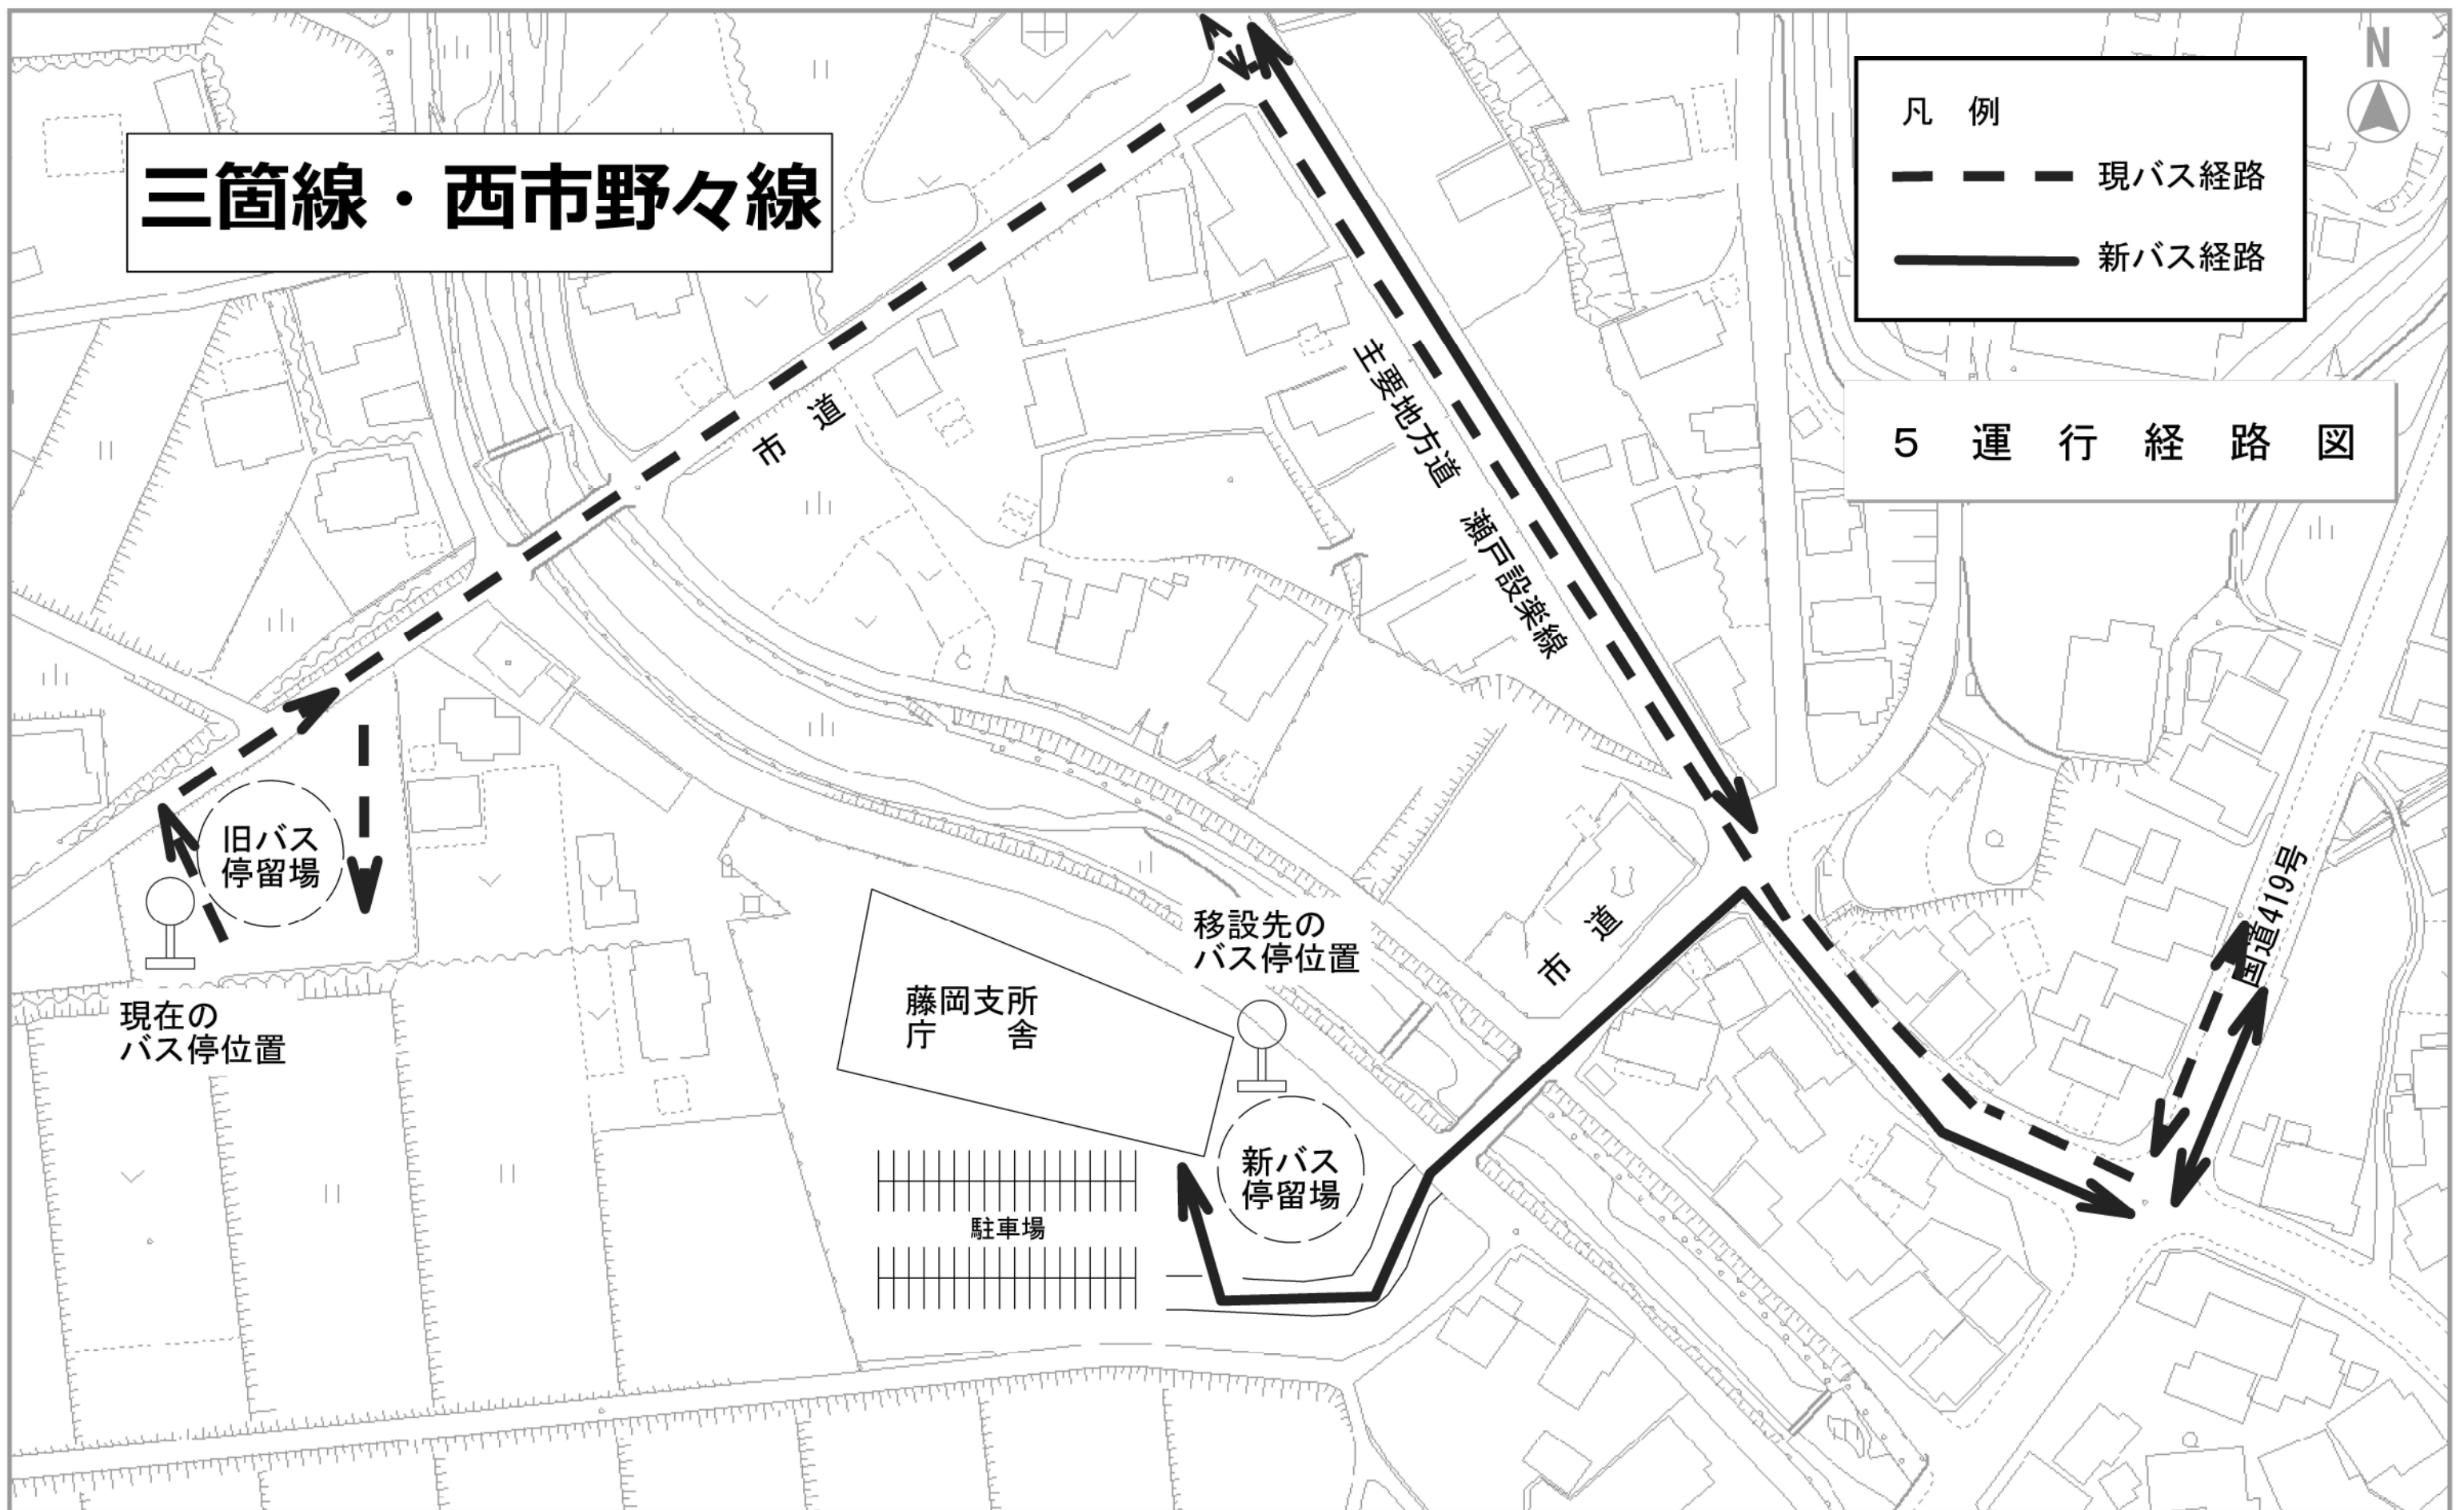 三箇線・西市野々線
N
凡 例
現バス経路
新バス経路
5 運 行 経 路 図
主要地方道 瀬戸設楽線
市 道
旧バス
停留場
現在の
バス停位置
移設先の
バス停位置
市 道
国道419号
藤岡支所
庁 舎
新バス
停留場
駐車場